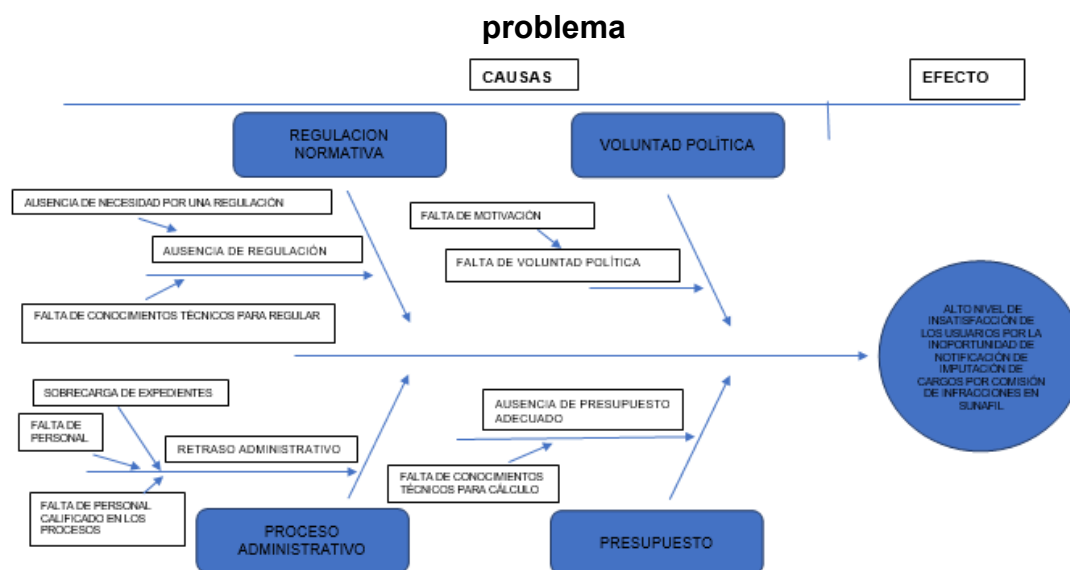 problema
CAUSAS
EFECTO
REGULACION
NORMATIVA
VOLUNTAD POLÍTICA
AUSENCIA DE NECESIDAD POR UNA REGULACIÓN
AUSENCIA DE REGULACIÓN
FALTA DE CONOCIMIENTOS TÉCNICOS PARA REGULAR
FALTA DE MOTIVACIÓN
FALTA DE VOLUNTAD POLÍTICA
ALTO NIVEL DE
INSATISFACCIÓN DE
LOS USUARIOS POR LA
INOPORTUNIDAD DE
NOTIFICACIÓN DE
IMPUTACIÓN DE
CARGOS POR COMISIÓN
DE INFRACCIONES EN
SUNAFIL
SOBRECARGA DE EXPEDIENTES
FALTA DE
PERSONAL
RETRASO ADMINISTRATIVO
FALTA DE PERSONAL
CALIFICADO EN LOS
PROCESOS
AUSENCIA DE PRESUPUESTO
ADECUADO
FALTA DE CONOCIMIENTOS
TÉCNICOS PARA CÁLCULO
PROCESO
ADMINISTRATIVO
PRESUPUESTO